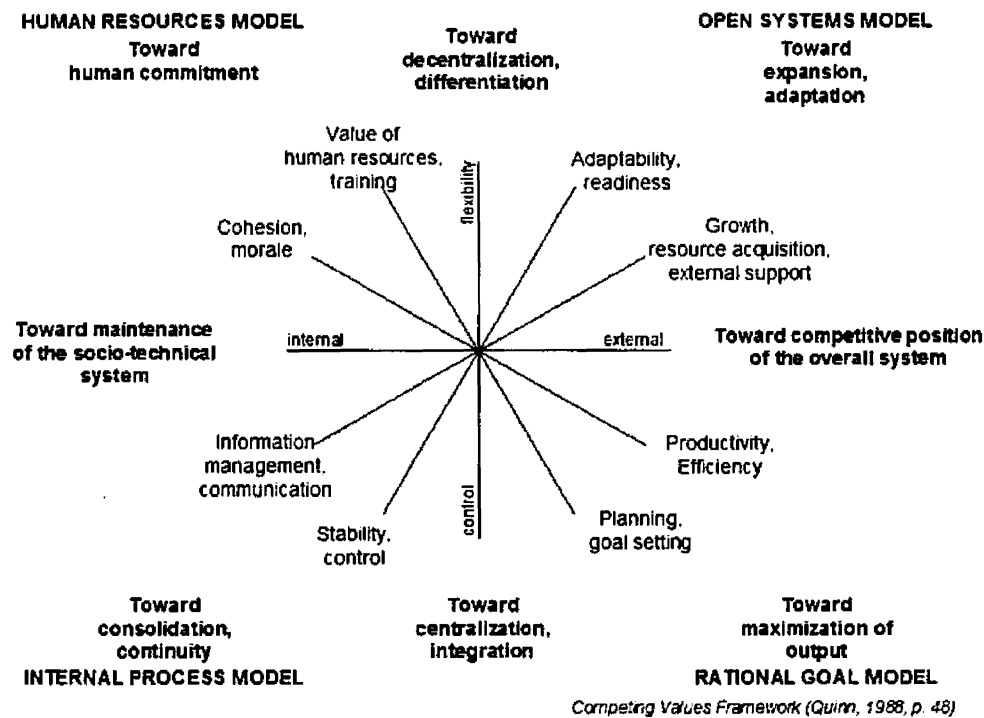 HUMAN RESOURCES MODEL
Toward
human commitment
Toward
decentralization,
differentiation
OPEN SYSTEMS MODEL
Toward
expansion,
adaptation
Value of
human resources,
training
flexibility
Adaptability,
readiness
Cohesion,
morale
Growth,
resource acquisition,
external support
Toward maintenance
of the socio-technical
system
internal
external
Toward competitive position
of the overall system
Information
management,
communication
Productivity,
Efficiency
Stability,
control
control
Planning,
goal setting
Toward
consolidation,
continuity
INTERNAL PROCESS MODEL
Toward
centralization,
integration
Toward
maximization of
output
RATIONAL GOAL MODEL
Competing Values Framework (Quinn, 1988, p. 48)